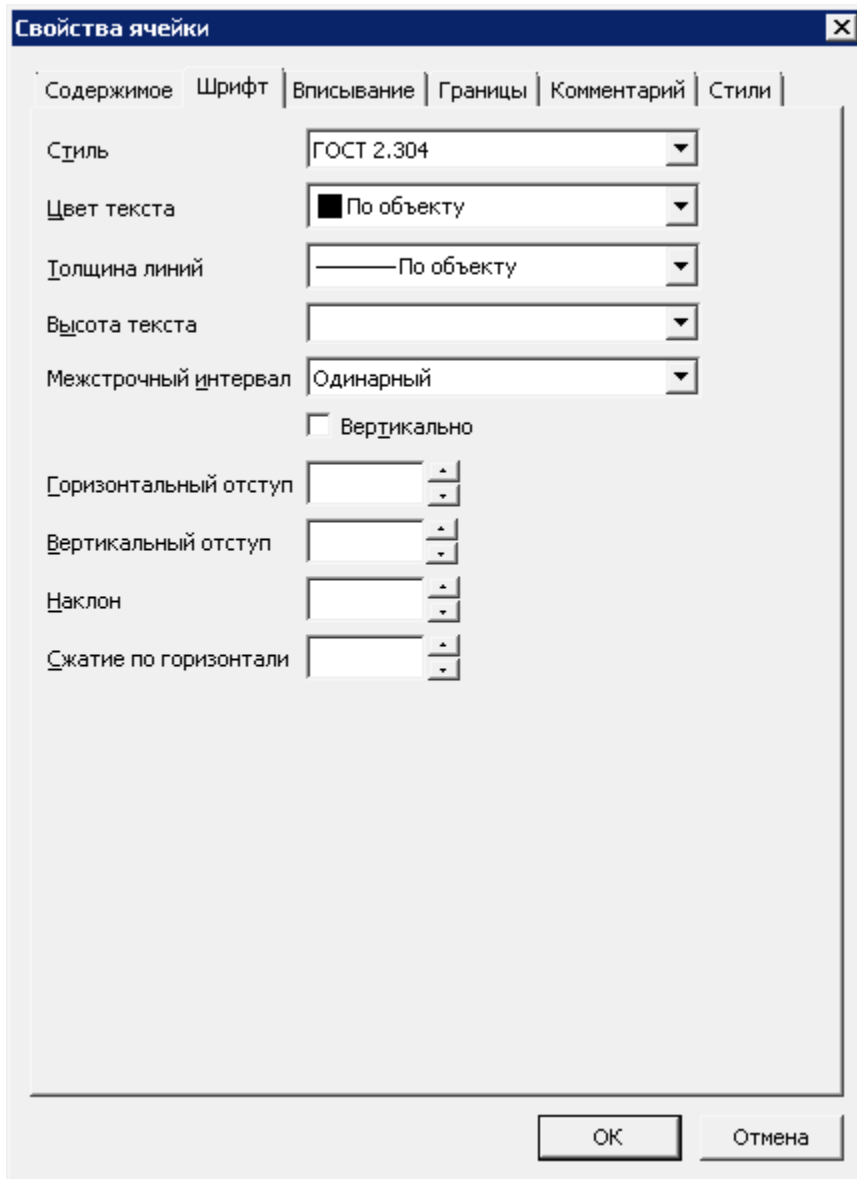 Свойства ячейки
Содержимое Шрифт Вписывание Границы Комментарий Стили
Стиль ГОСТ 2.304
Цвет текста По объекту
Толщина линий По объекту
Высота текста
Межстрочный интервал Одинарный
Вертикально
Горизонтальный отступ
Вертикальный отступ
Наклон
Сжатие по горизонтали
ОК Отмена